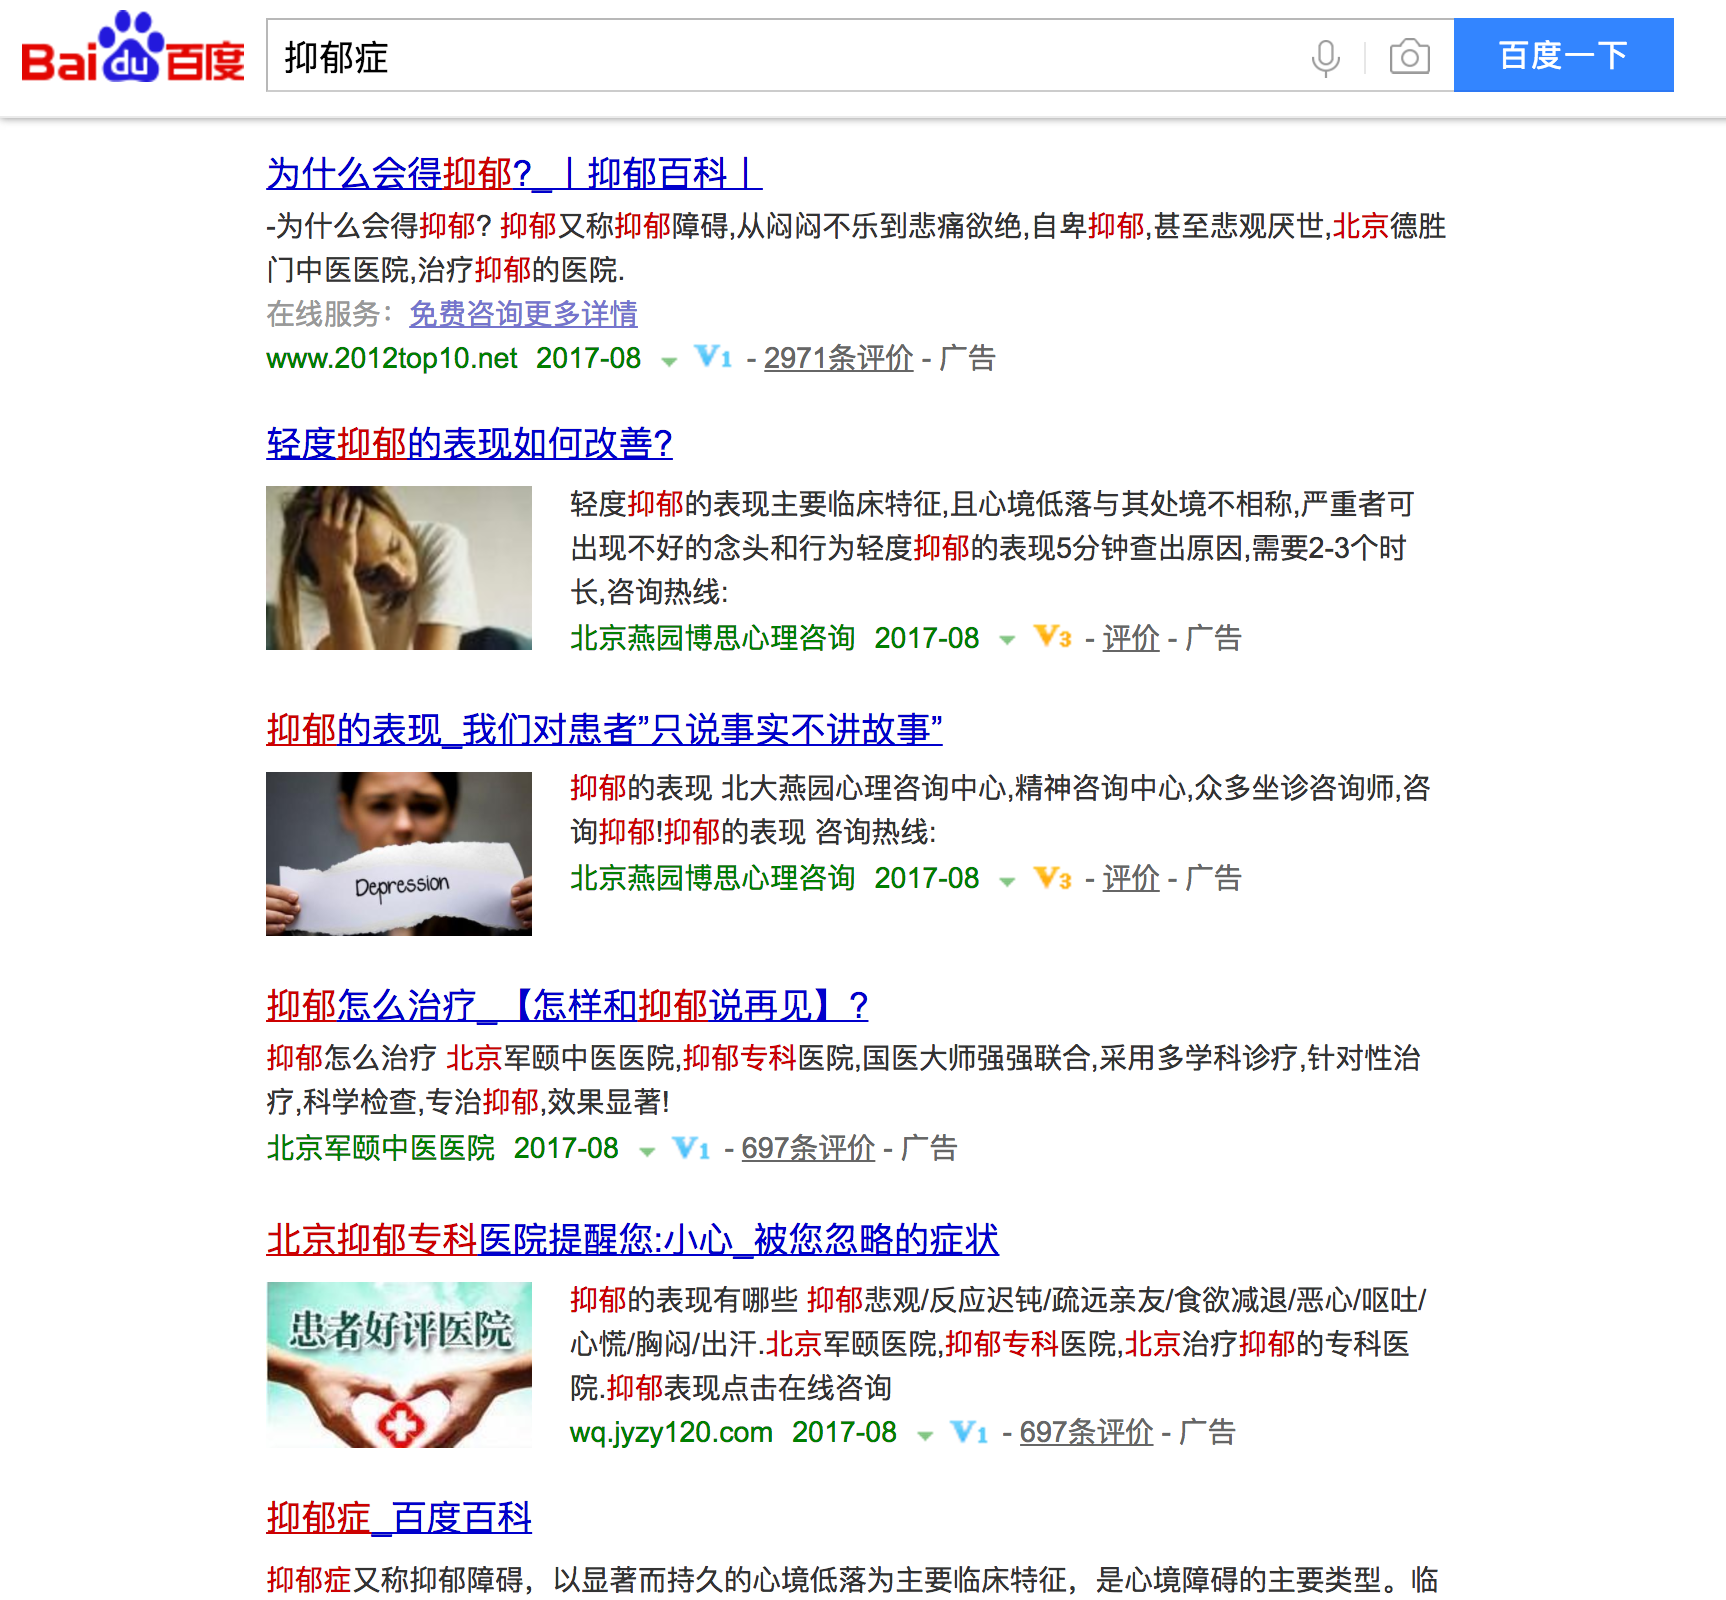 Bai du 百度
抑郁症
百度一下
为什么会得抑郁?_丨抑郁百科丨
-为什么会得抑郁? 抑郁又称抑郁障碍,从闷闷不乐到悲痛欲绝,自卑抑郁,甚至悲观厌世,北京德胜
门中医医院,治疗抑郁的医院.
在线服务：免费咨询更多详情
www.2012top10.net 2017-08 V1 - 2971条评价 - 广告
轻度抑郁的表现如何改善?
轻度抑郁的表现主要临床特征,且心境低落与其处境不相称,严重者可
出现不好的念头和行为轻度抑郁的表现5分钟查出原因,需要2-3个时
长,咨询热线:
北京燕园博思心理咨询 2017-08 V3 - 评价 - 广告
抑郁的表现_我们对患者”只说事实不讲故事”
Depression
抑郁的表现 北大燕园心理咨询中心,精神咨询中心,众多坐诊咨询师,咨
询抑郁!抑郁的表现 咨询热线:
北京燕园博思心理咨询 2017-08 V3 - 评价 - 广告
抑郁怎么治疗_【怎样和抑郁说再见】?
抑郁怎么治疗 北京军颐中医医院,抑郁专科医院,国医大师强强联合,采用多学科诊疗,针对性治
疗,科学检查,专治抑郁,效果显著!
北京军颐中医医院 2017-08 V1 - 697条评价 - 广告
北京抑郁专科医院提醒您:小心_被您忽略的症状
患者好评医院
抑郁的表现有哪些 抑郁悲观/反应迟钝/疏远亲友/食欲减退/恶心/呕吐/
心慌/胸闷/出汗.北京军颐医院,抑郁专科医院,北京治疗抑郁的专科医
院.抑郁表现点击在线咨询
wq.jyzy120.com 2017-08 V1 - 697条评价 - 广告
抑郁症_百度百科
抑郁症又称抑郁障碍，以显著而持久的心境低落为主要临床特征，是心境障碍的主要类型。临